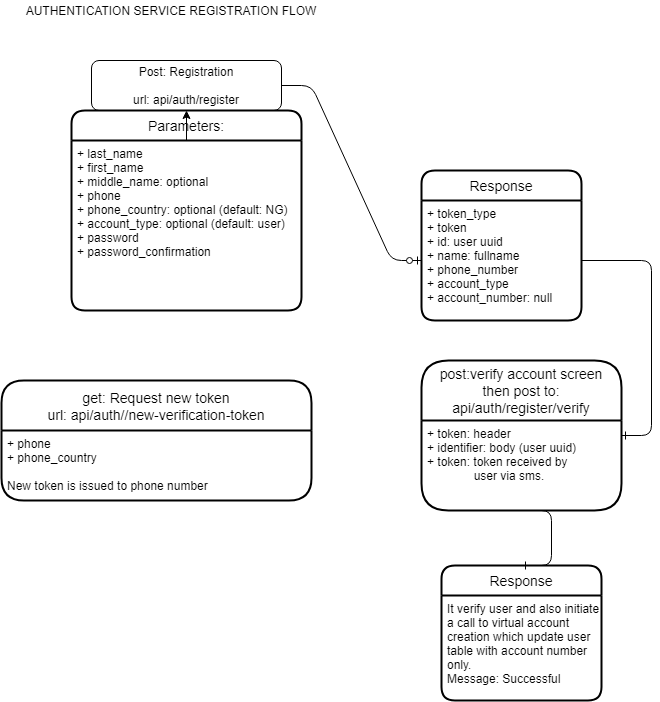 AUTHENTICATION SERVICE REGISTRATION FLOW
Post: Registration
url: api/auth/register
Parameters:
+ last_name
+ first_name
+ middle_name: optional
+ phone
+ phone_country: optional (default: NG)
+ account_type: optional (default: user)
+ password
+ password_confirmation
Response
+ token_type
+ token
+ id: user uuid
+ name: fullname
+ phone_number
+ account_type
+ account_number: null
post:verify account screen
then post to:
api/auth/register/verify
+ token: header
+ identifier: body (user uuid)
+ token: token received by
user via sms.
get: Request new token
url: api/auth//new-verification-token
+ phone
+ phone_country
New token is issued to phone number
Response
It verify user and also initiate
a call to virtual account
creation which update user
table with account number
only.
Message: Successful